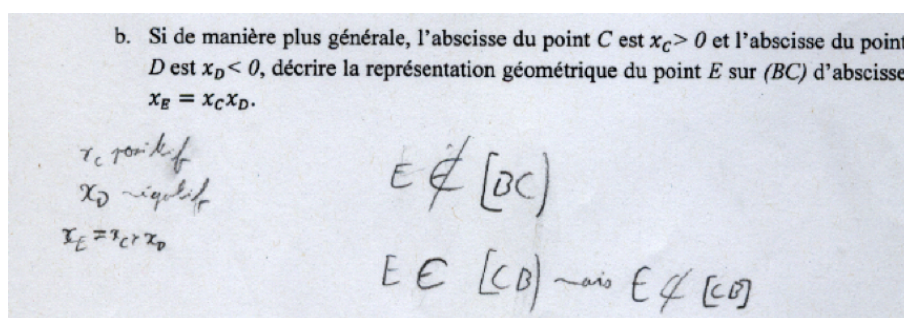 b. Si de manière plus générale, l'abscisse du point C est x_C > 0 et l'abscisse du point
D est x_D < 0, décrire la représentation géométrique du point E sur (BC) d'abscisse
x_E = x_C x_D.
x_C positif
x_D négatif
x_E = x_C × x_D
E ∉ [BC)
E ∈ [CB) mais E ∉ [CB]